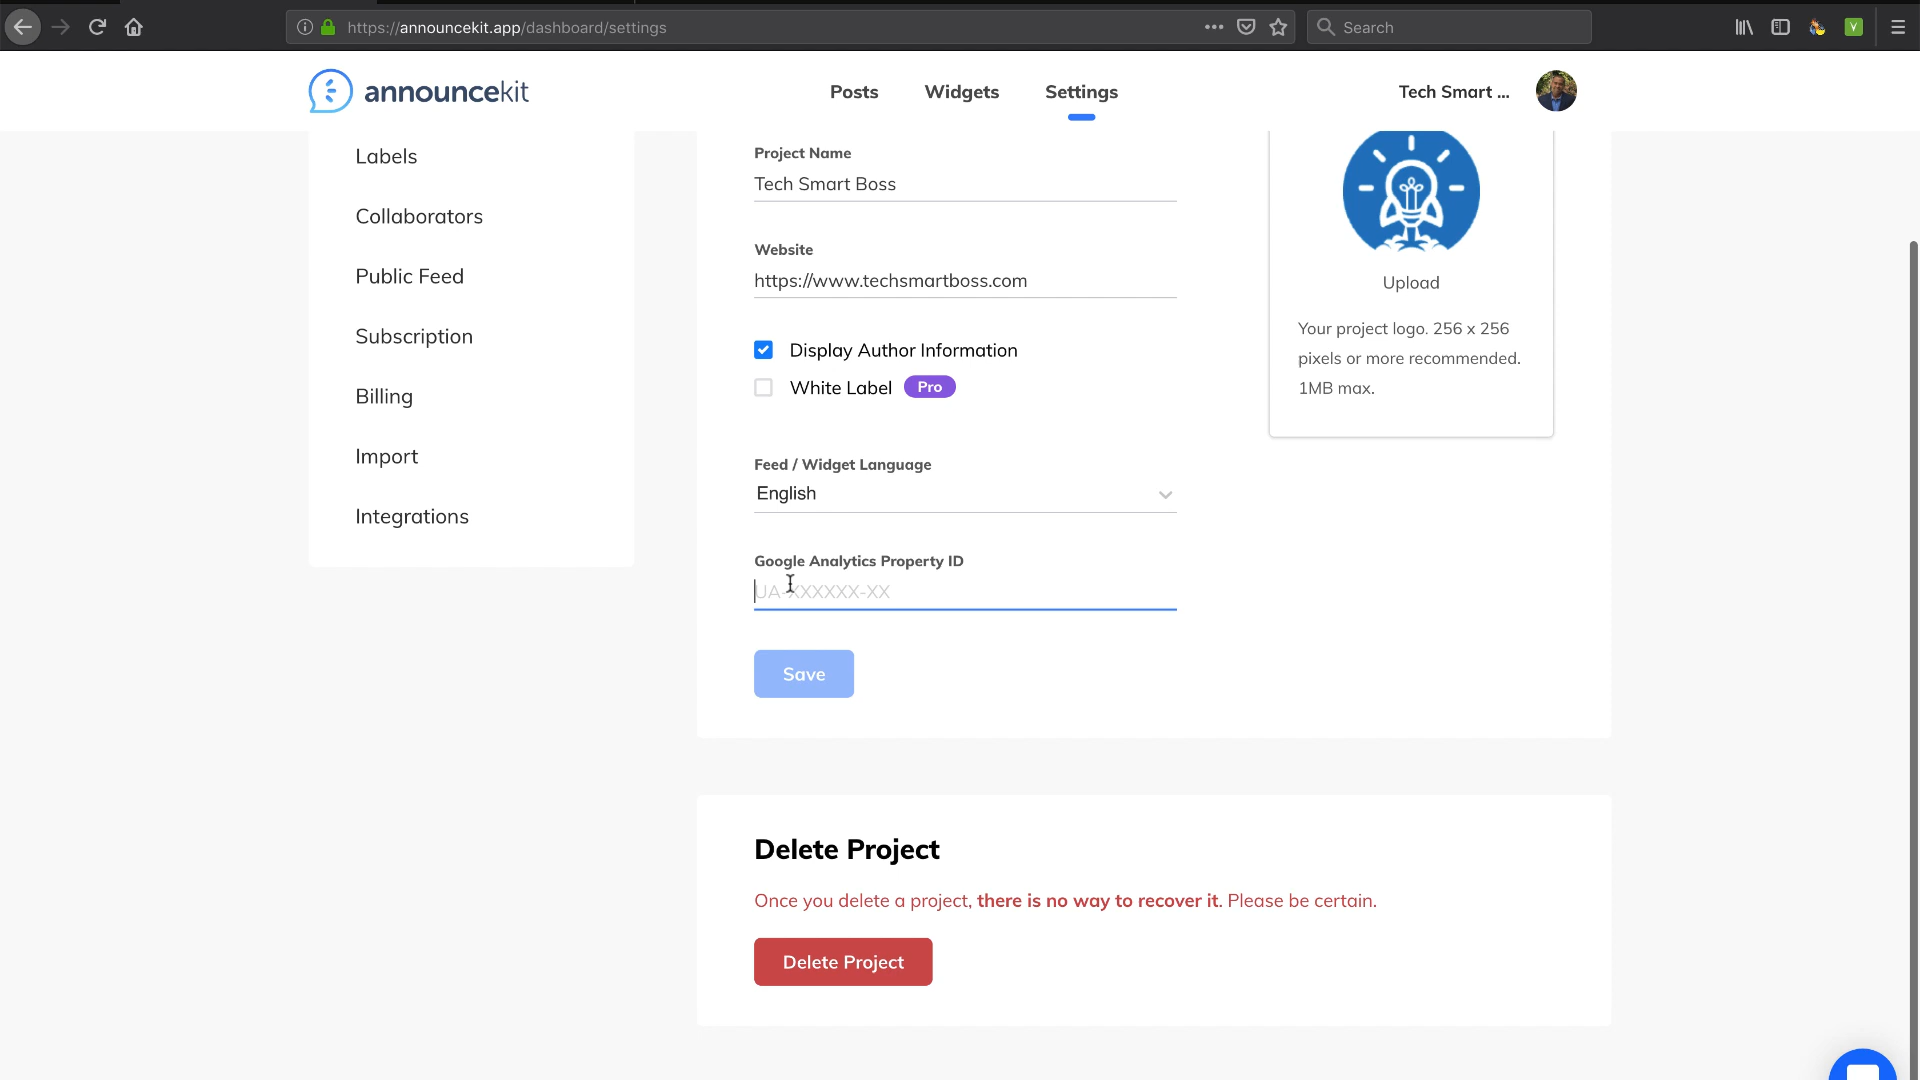 https://announcekit.app/dashboard/settings
Search
announcekit
Posts
Widgets
Settings
Tech Smart ...
Labels
Collaborators
Public Feed
Subscription
Billing
Import
Integrations
Project Name
Tech Smart Boss
Website
https://www.techsmartboss.com
Display Author Information
White Label Pro
Feed / Widget Language
English
Google Analytics Property ID
UA-XXXXXX-XX
Save
Upload
Your project logo. 256 x 256
pixels or more recommended.
1MB max.
Delete Project
Once you delete a project, there is no way to recover it. Please be certain.
Delete Project